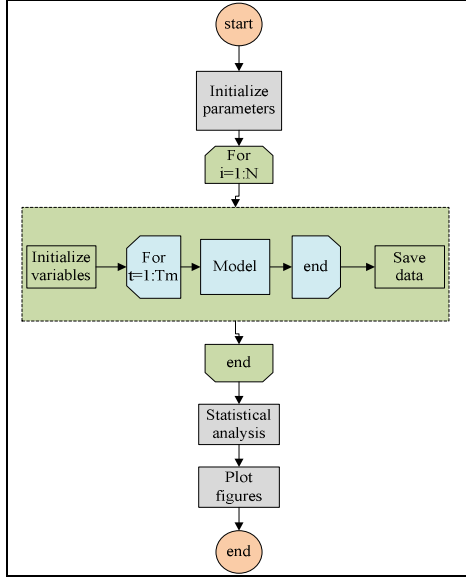 start
Initialize
parameters
For
i=1:N
Initialize
variables
For
t=1:Tm
Model
end
Save
data
end
Statistical
analysis
Plot
figures
end